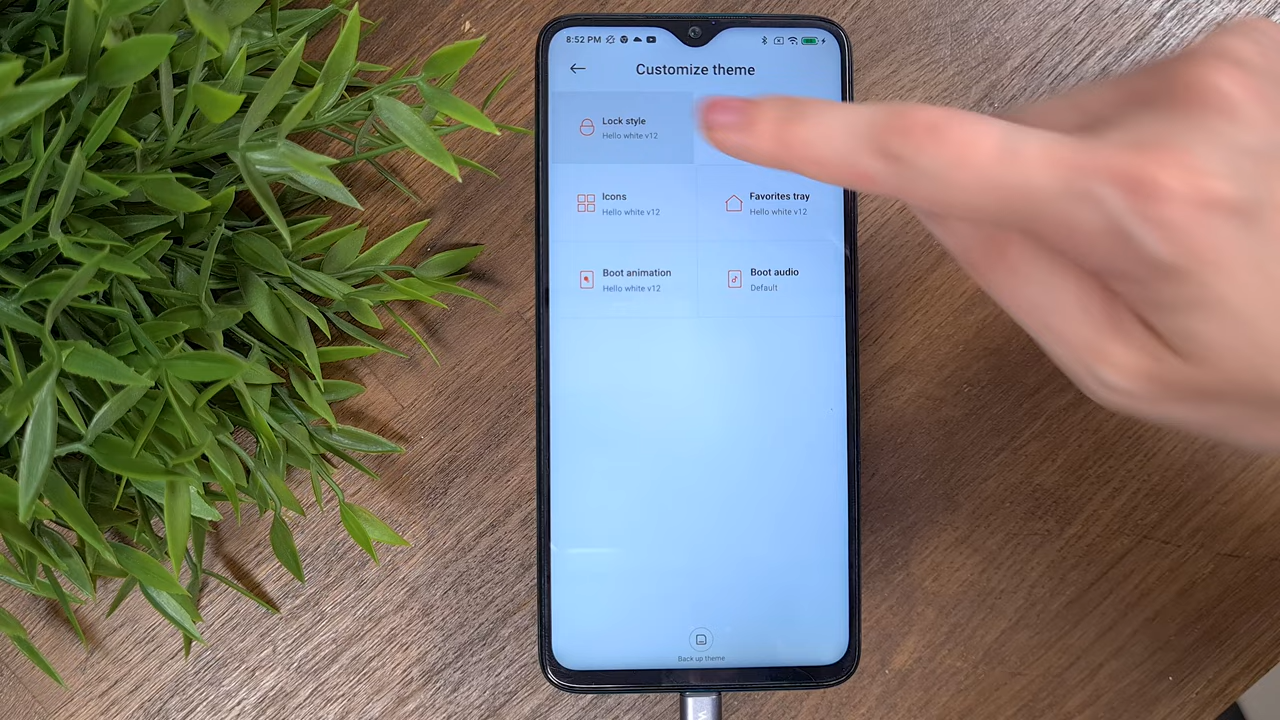 8:52 PM
Customize theme
Lock style
Hello white v12
Icons
Hello white v12
Favorites tray
Hello white v12
Boot animation
Hello white v12
Boot audio
Default
Back up theme